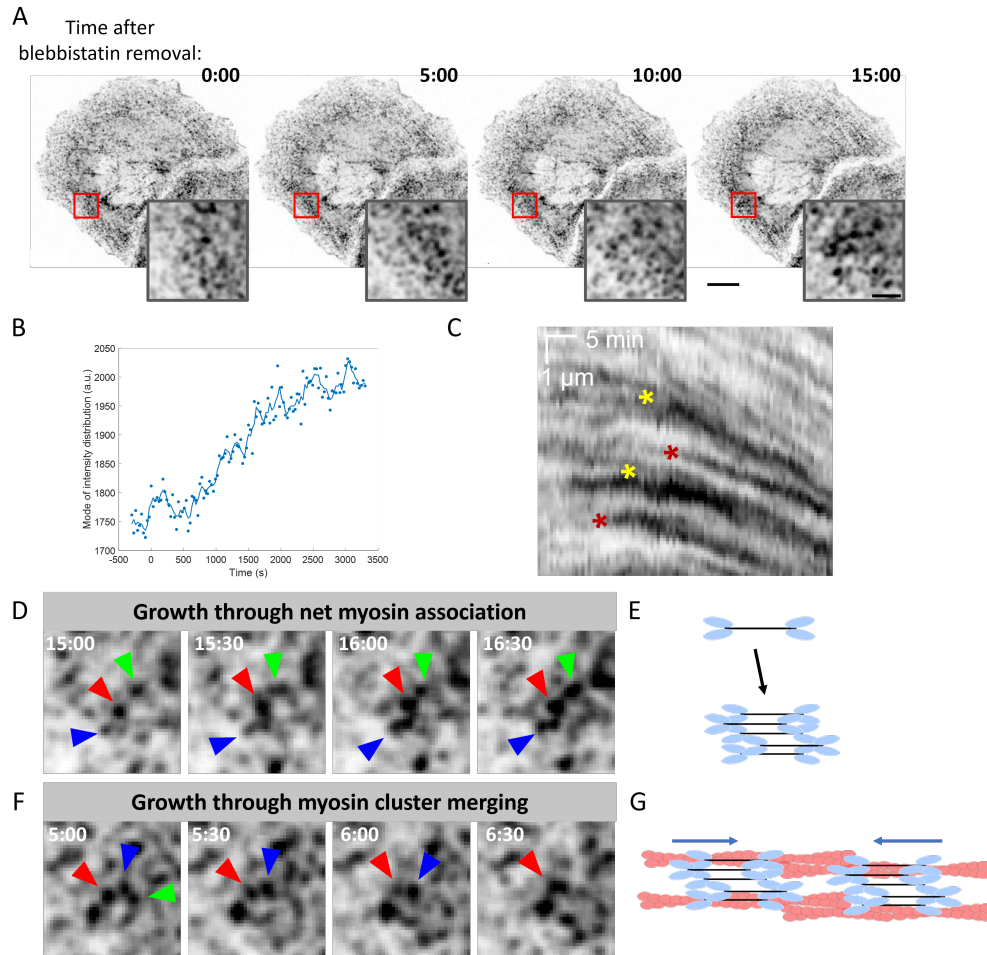 A
Time after
blebbistatin removal:
0:00
5:00
10:00
15:00
B
Mode of intensity distribution (a.u.)
2050
2000
1950
1900
1850
1800
1750
1700
-500
0
500
1000
1500
2000
2500
3000
3500
Time (s)
C
5 min
1 μm
*
*
*
*
D
Growth through net myosin association
15:00
15:30
16:00
16:30
E
F
Growth through myosin cluster merging
5:00
5:30
6:00
6:30
G